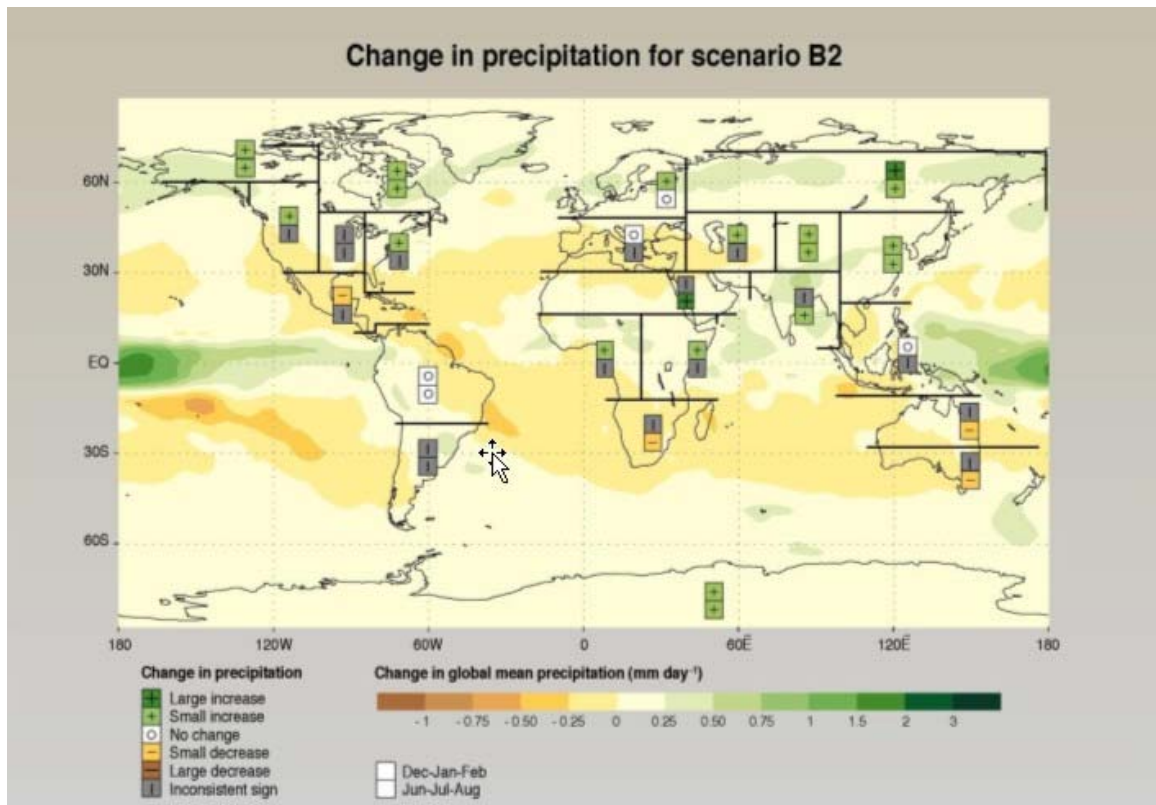 Change in precipitation for scenario B2
60N
30N
EQ
30S
60S
180 120W 60W 0 60E 120E 180
Change in precipitation
Large increase
Small increase
No change
Small decrease
Large decrease
Inconsistent sign
Change in global mean precipitation (mm day⁻¹)
- 1 - 0.75 - 0.50 - 0.25 0 0.25 0.50 0.75 1 1.5 2 3
Dec-Jan-Feb
Jun-Jul-Aug